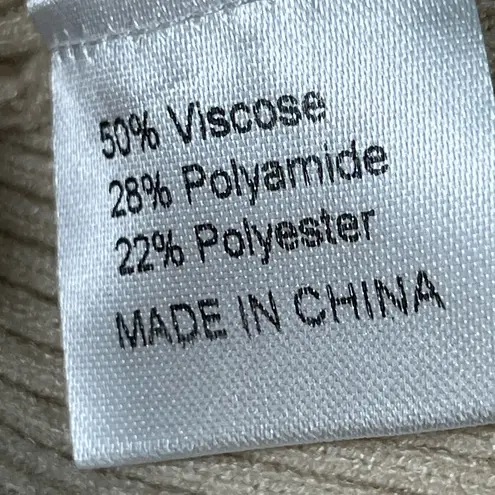 50% Viscose
28% Polyamide
22% Polyester
MADE IN CHINA